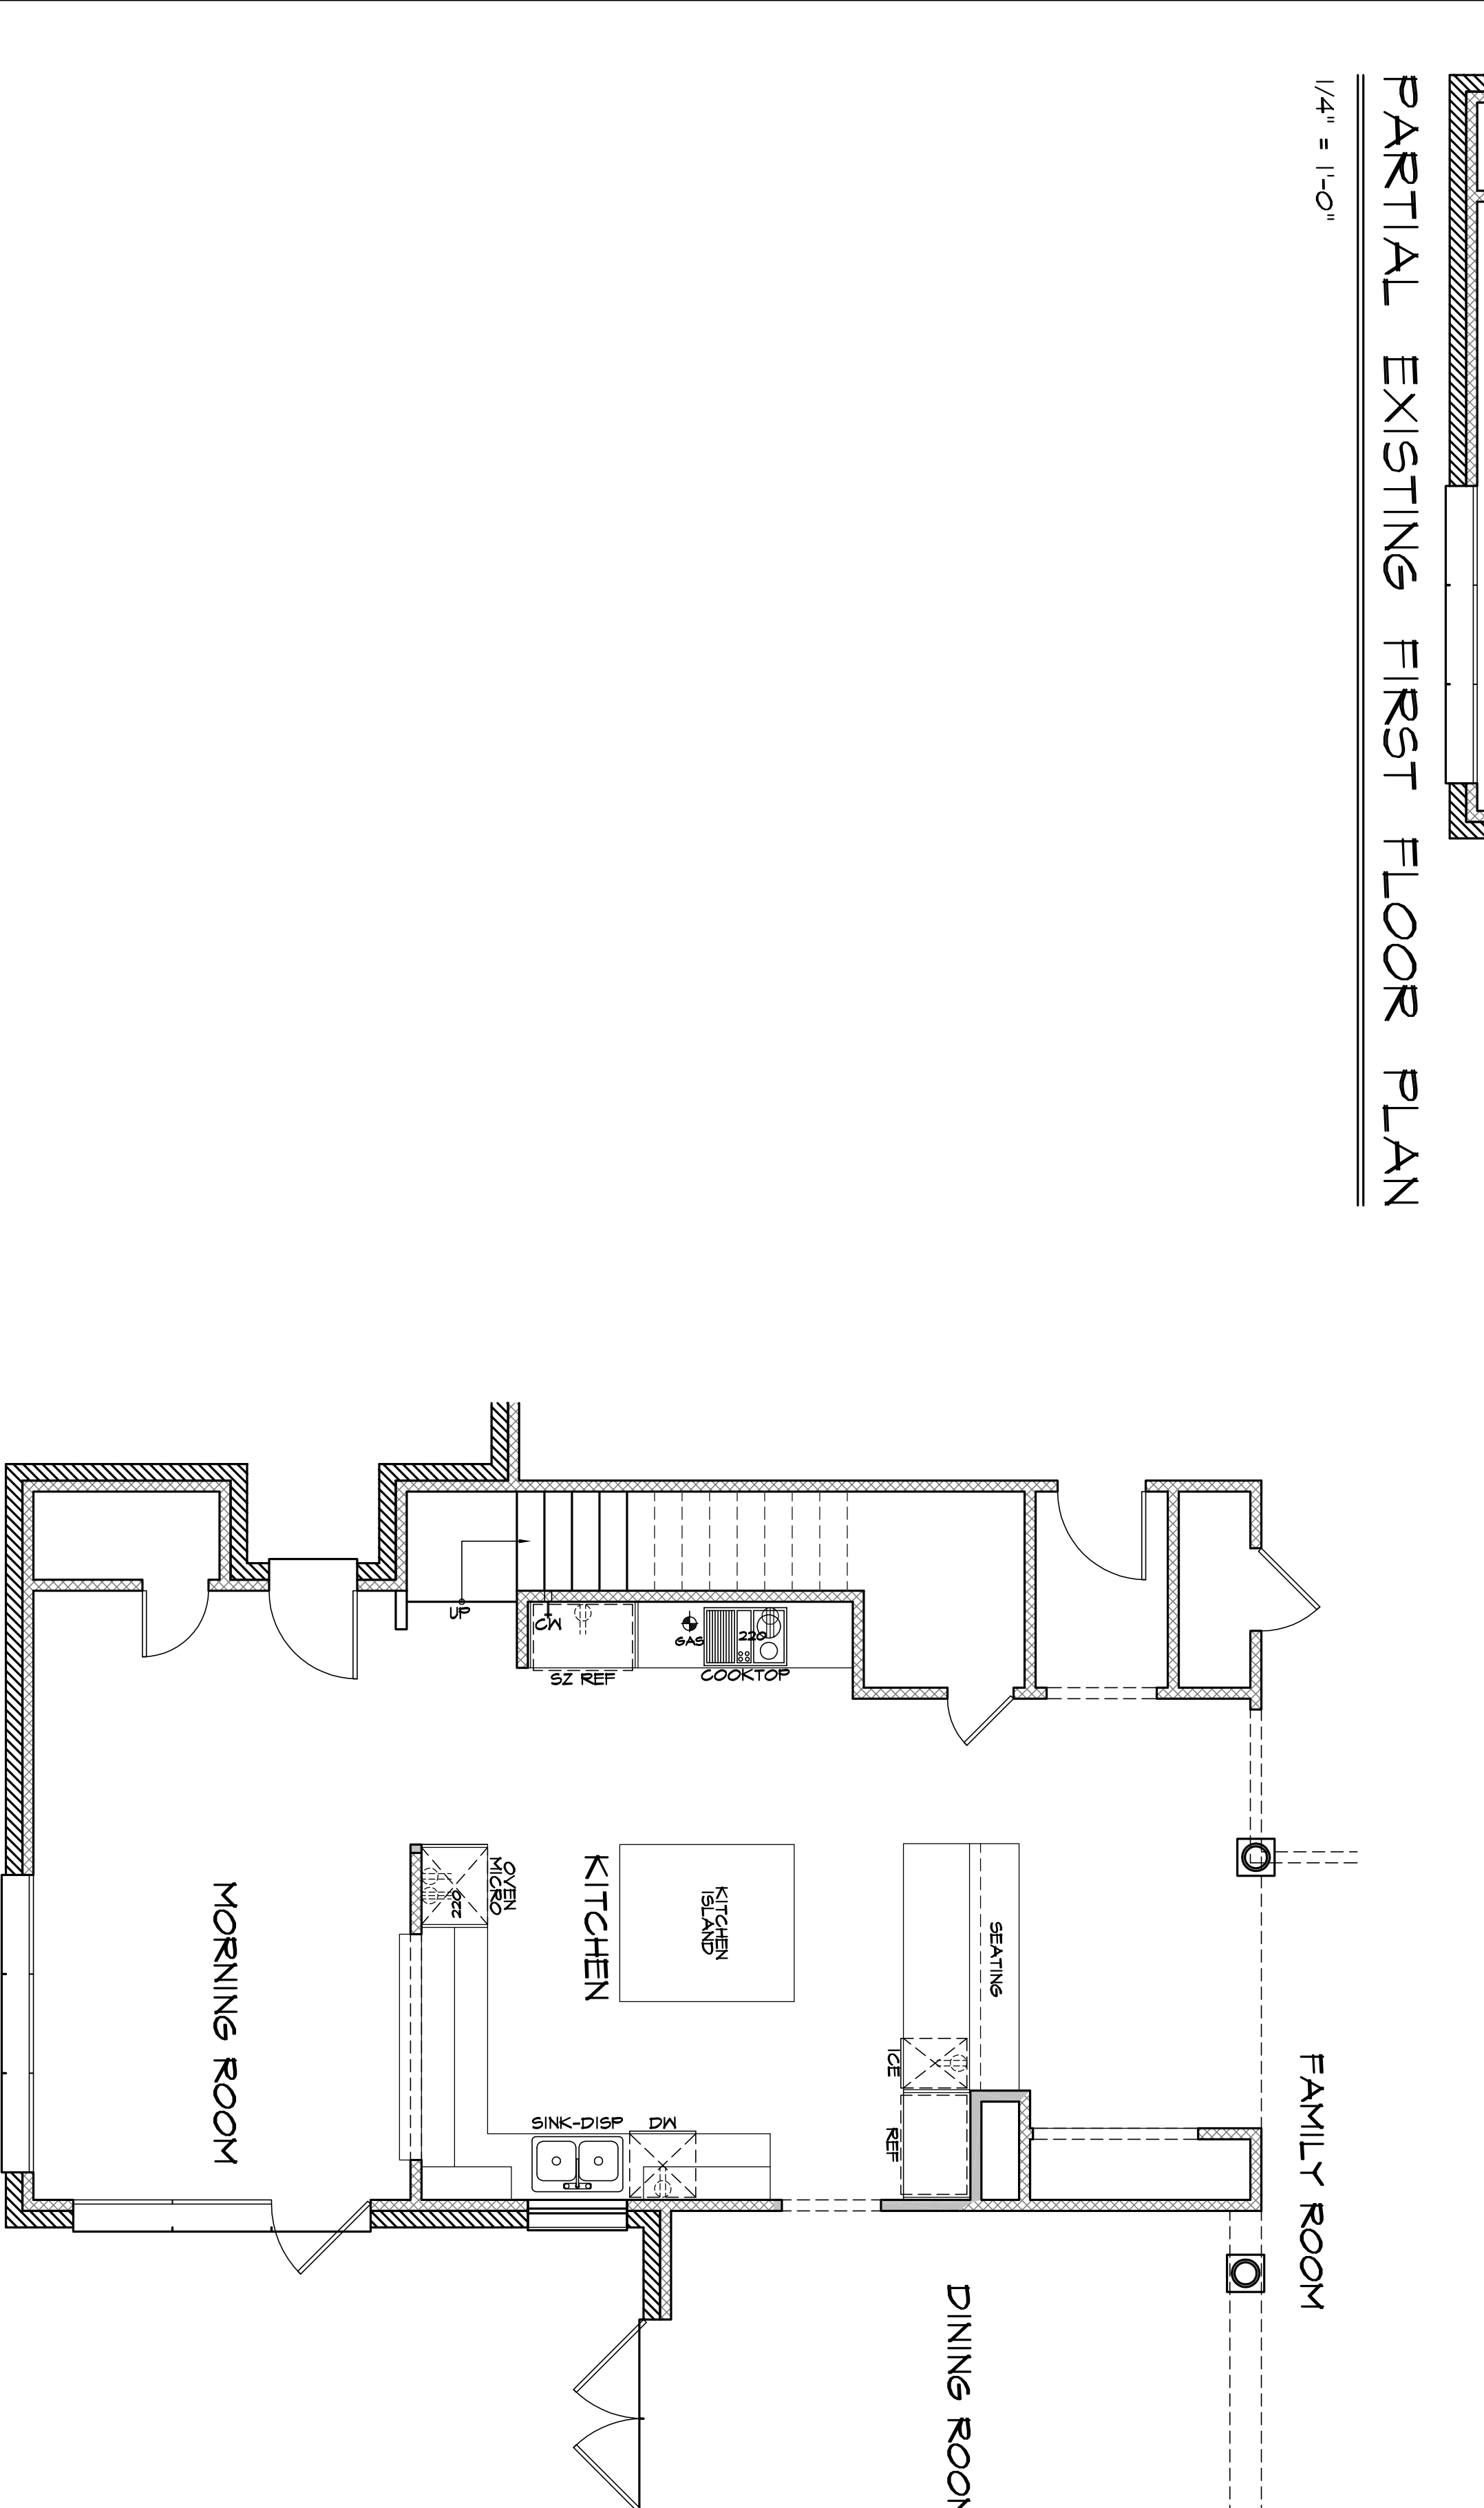 PARTIAL EXISTING FIRST FLOOR PLAN
1/4" = 1'-0"
UP
CW
GAS
220
SZ REF
COOKTOP
OVEN
MICRO
220
KITCHEN
KITCHEN
ISLAND
SEATING
MORNING ROOM
ICE
REF
SINK-DISP
DW
FAMILY ROOM
DINING ROOM